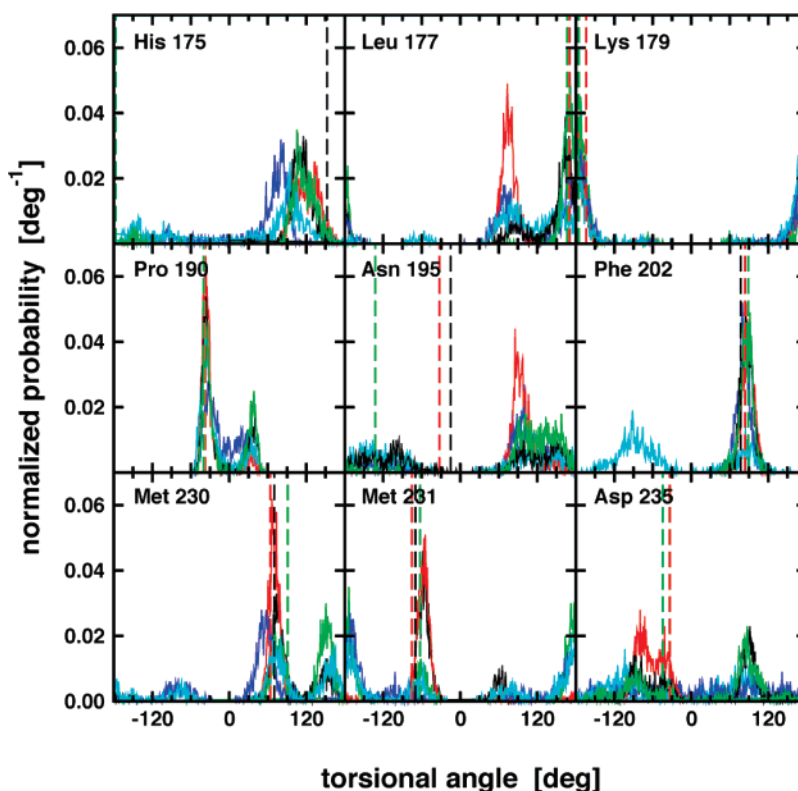 His 175 Leu 177 Lys 179
0.06
0.04
0.02
Pro 190 Asn 195 Phe 202
0.06
0.04
0.02
Met 230 Met 231 Asp 235
0.06
0.04
0.02
0.00
-120 0 120 -120 0 120 -120 0 120
normalized probability [deg⁻¹]
torsional angle [deg]